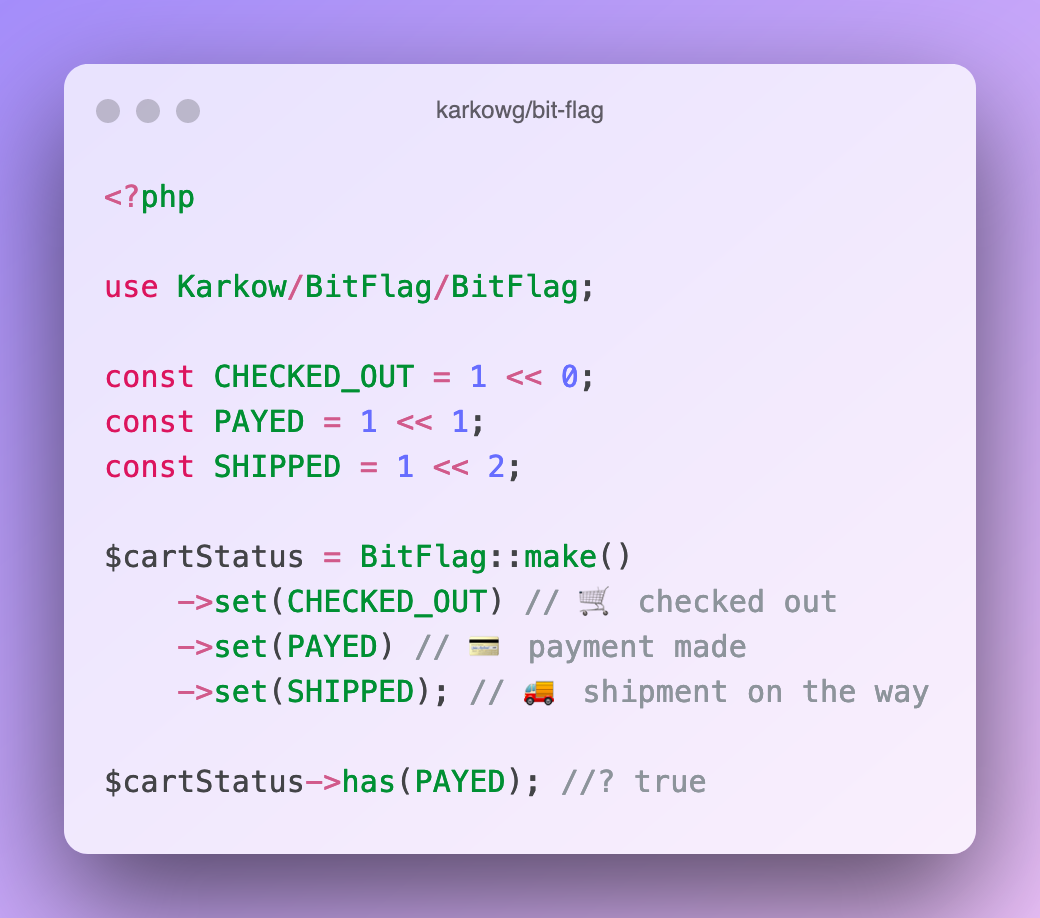 karkowg/bit-flag
<?php
use Karkow/BitFlag/BitFlag;
const CHECKED_OUT = 1 << 0;
const PAYED = 1 << 1;
const SHIPPED = 1 << 2;
$cartStatus = BitFlag::make()
    ->set(CHECKED_OUT) // 🛒 checked out
    ->set(PAYED) // 💳 payment made
    ->set(SHIPPED); // 🚚 shipment on the way
$cartStatus->has(PAYED); //? true